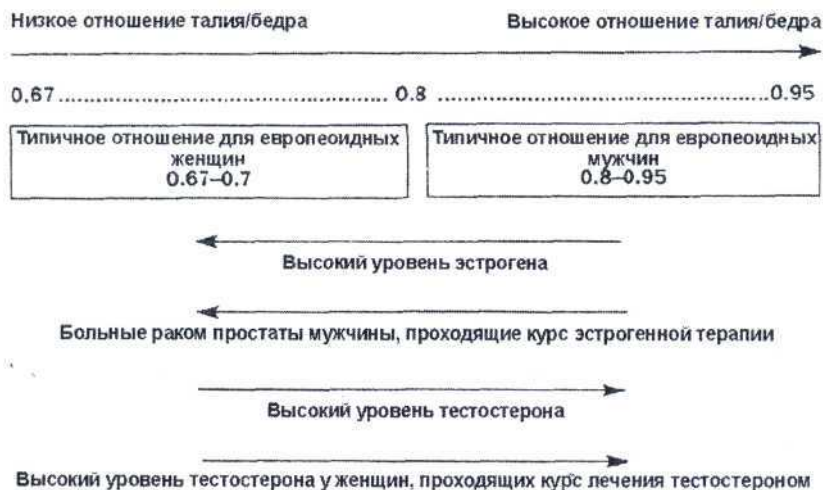 Низкое отношение талия/бедра Высокое отношение талия/бедра
0.67 0.8 0.95
Типичное отношение для европеоидных женщин 0.67–0.7
Типичное отношение для европеоидных мужчин 0.8–0.95
Высокий уровень эстрогена
Больные раком простаты мужчины, проходящие курс эстрогенной терапии
Высокий уровень тестостерона
Высокий уровень тестостерона у женщин, проходящих курс лечения тестостероном